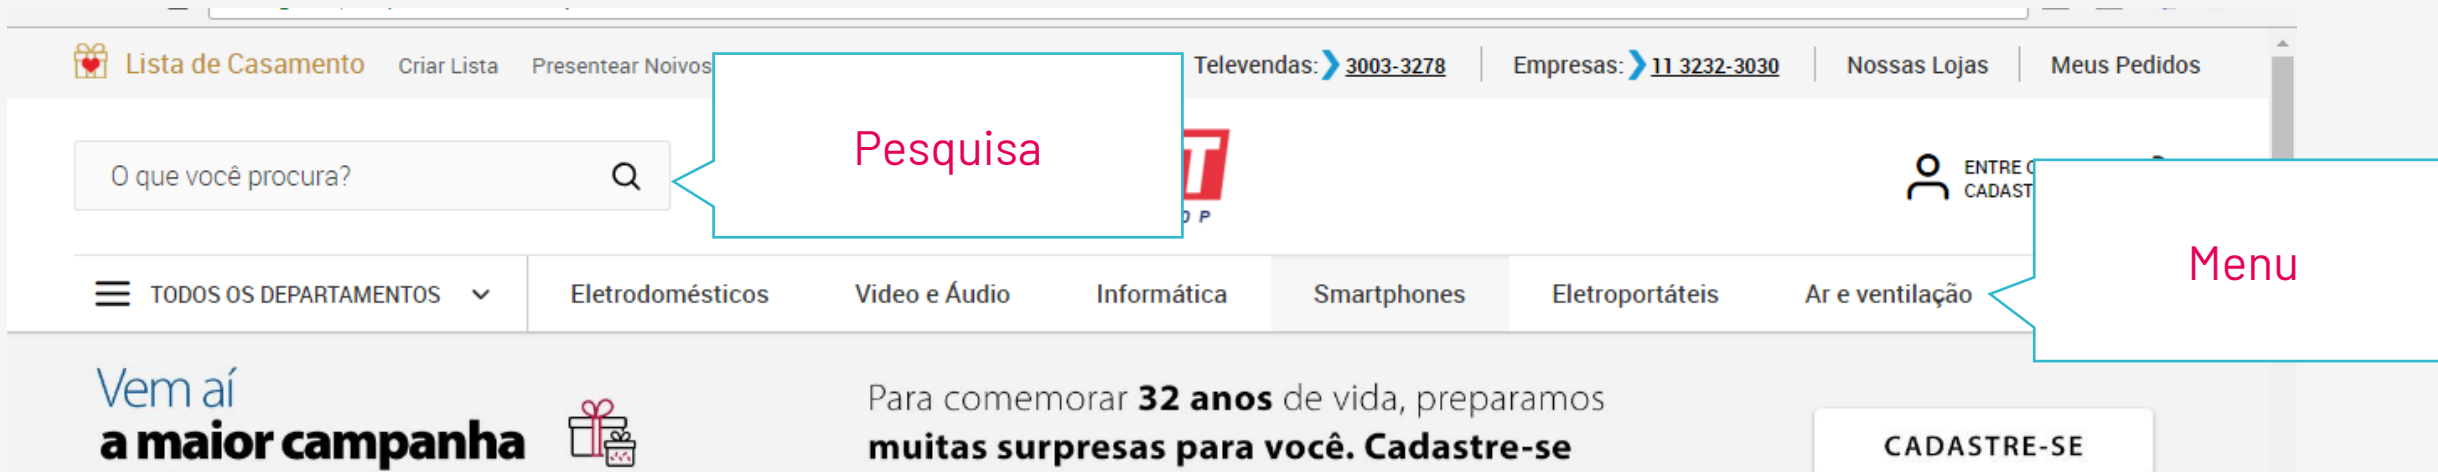 Lista de Casamento Criar Lista Presentear Noivos Televendas: 3003-3278 Empresas: 11 3232-3030 Nossas Lojas Meus Pedidos
O que você procura? Pesquisa T ENTRE
CADAST
OP
Menu
TODOS OS DEPARTAMENTOS Eletrodomésticos Video e Áudio Informática Smartphones Eletroportáteis Ar e ventilação
Vem aí
a maior campanha
Para comemorar 32 anos de vida, preparamos
muitas surpresas para você. Cadastre-se
CADASTRE-SE